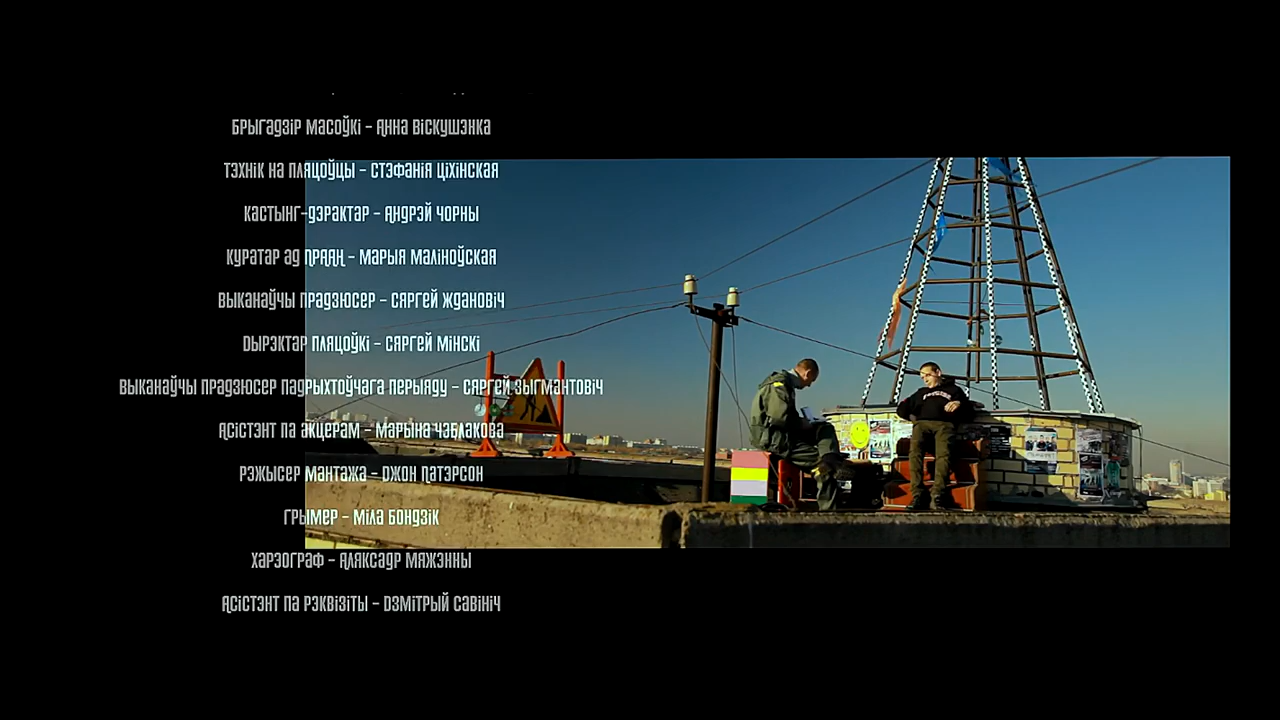 Брыгадзір масоўкі – Анна Віскушэнка
Тэхнік на пляцоўцы – Стэфанія Ціхінская
Кастынг-дэрактар – Андрэй Чорны
Куратар ад ПРААН – Марыя Маліноўская
Выканаўчы прадзюсер – Сяргей Ждановіч
Дырэктар пляцоўкі – Сяргей Мінскі
Выканаўчы прадзюсер падрыхтоўчага перыяду – Сяргей Зыгмантовіч
Асістэнт па акцерам – Марына Чаблакова
Рэжысер мантажа – Джон Патэрсон
Грымер – Міла Бондзік
Харэограф – Аляксадр Мяжэнны
Асістэнт па рэквізіты – Дзмітрый Савініч